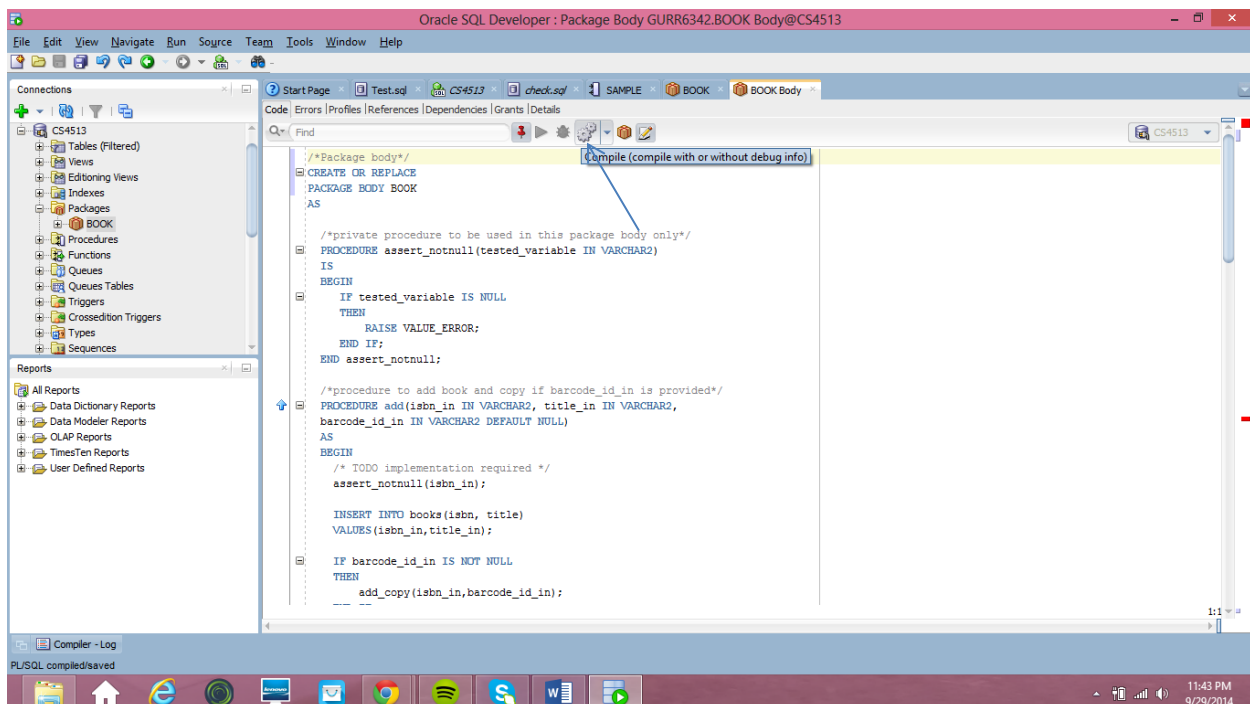 Oracle SQL Developer : Package Body GURR6342.BOOK Body@CS4513
File Edit View Navigate Run Source Team Tools Window Help
Connections
CS4513
Tables (Filtered)
Views
Editioning Views
Indexes
Packages
BOOK
Procedures
Functions
Queues
Queues Tables
Triggers
Crossedition Triggers
Types
Sequences
Reports
All Reports
Data Dictionary Reports
Data Modeler Reports
OLAP Reports
TimesTen Reports
User Defined Reports
Start Page Test.sql CS4513 check.sql SAMPLE BOOK BOOK Body
Code Errors |Profiles |References |Dependencies |Grants |Details
Find
CS4513
Compile (compile with or without debug info)
/*Package body*/
CREATE OR REPLACE
PACKAGE BODY BOOK
AS
/*private procedure to be used in this package body only*/
PROCEDURE assert_notnull(tested_variable IN VARCHAR2)
IS
BEGIN
IF tested_variable IS NULL
THEN
RAISE VALUE_ERROR;
END IF;
END assert_notnull;
/*procedure to add book and copy if barcode_id_in is provided*/
PROCEDURE add(isbn_in IN VARCHAR2, title_in IN VARCHAR2,
barcode_id_in IN VARCHAR2 DEFAULT NULL)
AS
BEGIN
/* TODO implementation required */
assert_notnull(isbn_in);
INSERT INTO books(isbn, title)
VALUES(isbn_in,title_in);
IF barcode_id_in IS NOT NULL
THEN
add_copy(isbn_in,barcode_id_in);
1:1
Compiler - Log
PL/SQL compiled/saved
lenovo
11:43 PM
9/29/2014